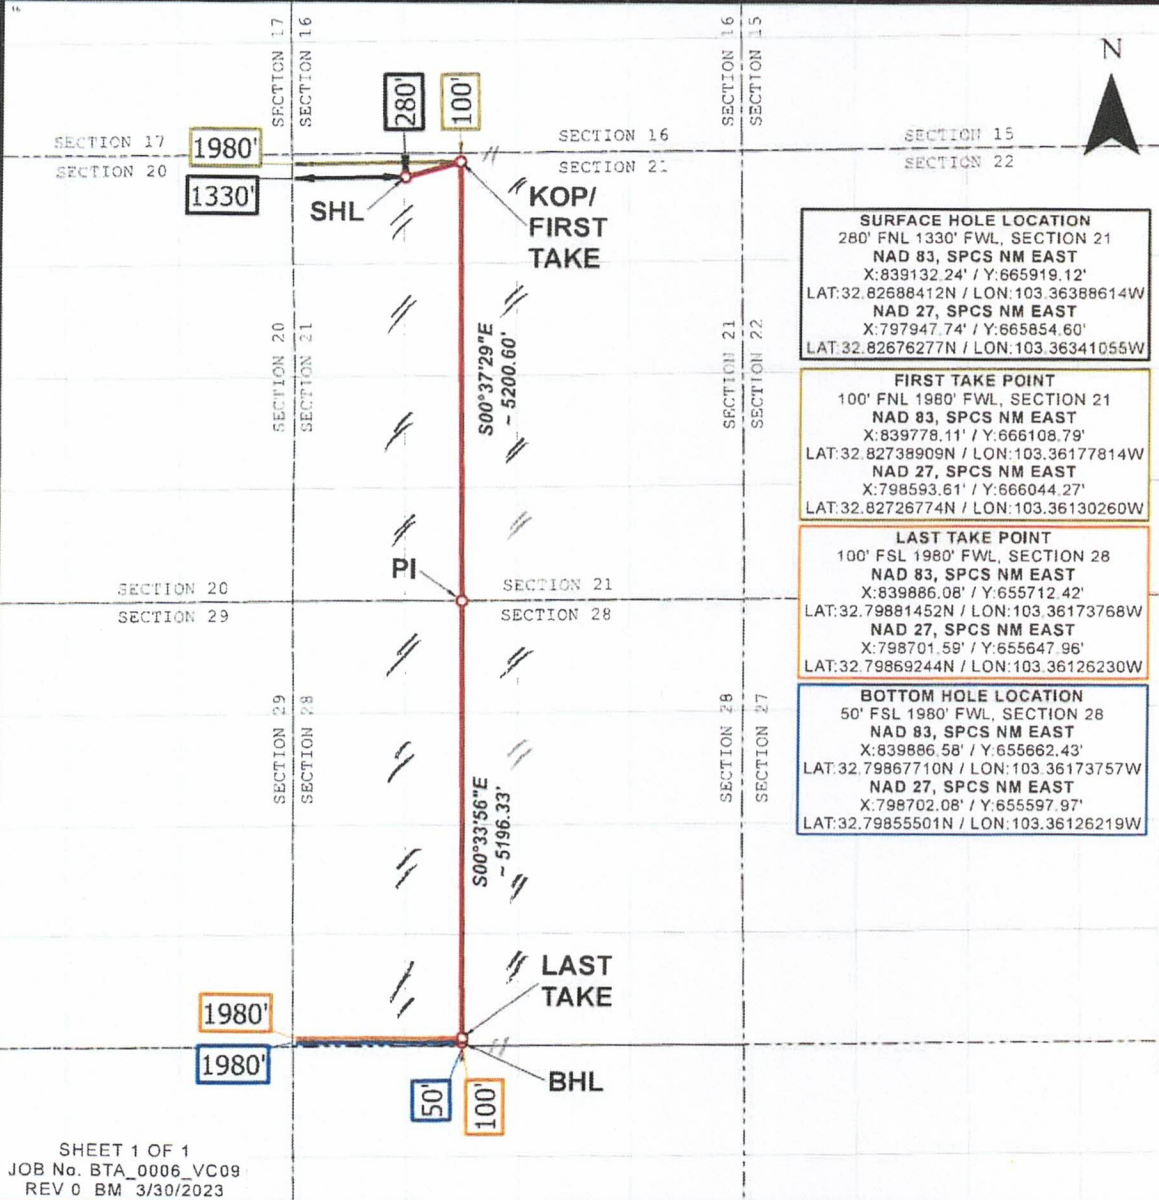 SECTION 17
SECTION 16
SECTION 16
SECTION 15
N
280'
100'
SECTION 17
1980'
SECTION 16
SECTION 15
SECTION 20
1330'
SECTION 21
SECTION 22
SHL
KOP/
FIRST
TAKE
SURFACE HOLE LOCATION
280' FNL 1330' FWL, SECTION 21
NAD 83, SPCS NM EAST
X:839132.24' / Y:665919.12'
LAT:32.82688412N / LON:103.36388614W
NAD 27, SPCS NM EAST
X:797947.74' / Y:665854.60'
LAT:32.82676277N / LON:103.36341055W
SECTION 20
SECTION 21
S00°37'29"E
~ 5200.60'
SECTION 21
SECTION 22
FIRST TAKE POINT
100' FNL 1980' FWL, SECTION 21
NAD 83, SPCS NM EAST
X:839778.11' / Y:666108.79'
LAT:32.82738909N / LON:103.36177814W
NAD 27, SPCS NM EAST
X:798593.61' / Y:666044.27'
LAT:32.82726774N / LON:103.36130260W
LAST TAKE POINT
100' FSL 1980' FWL, SECTION 28
NAD 83, SPCS NM EAST
X:839886.08' / Y:655712.42'
LAT:32.79881452N / LON:103.36173768W
NAD 27, SPCS NM EAST
X:798701.59' / Y:655647.96'
LAT:32.79869244N / LON:103.36126230W
PI
SECTION 20
SECTION 21
SECTION 29
SECTION 28
BOTTOM HOLE LOCATION
50' FSL 1980' FWL, SECTION 28
NAD 83, SPCS NM EAST
X:839886.58' / Y:655662.43'
LAT:32.79867710N / LON:103.36173757W
NAD 27, SPCS NM EAST
X:798702.08' / Y:655597.97'
LAT:32.79855501N / LON:103.36126219W
SECTION 29
SECTION 28
S00°33'56"E
~ 5196.33'
SECTION 28
SECTION 27
LAST
TAKE
1980'
1980'
50'
100'
BHL
SHEET 1 OF 1
JOB No. BTA_0006_VC09
REV 0 BM 3/30/2023